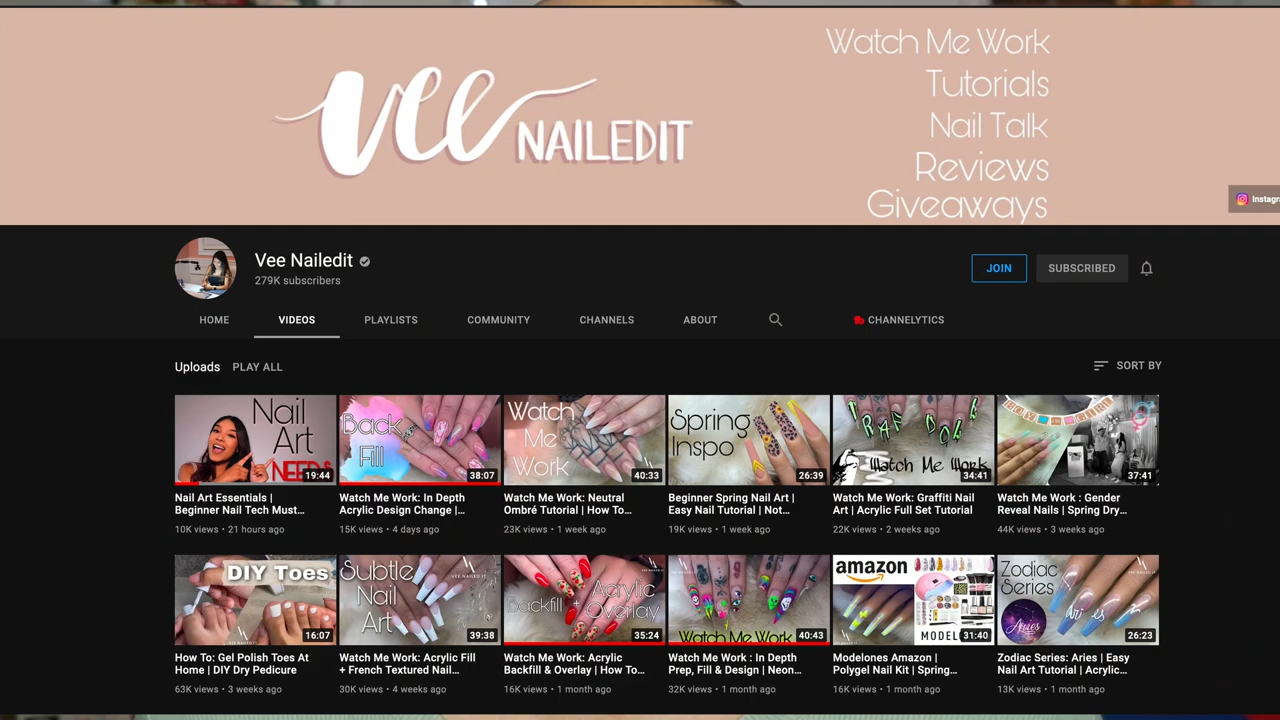 Watch Me Work
Tutorials
Nail Talk
Reviews
Giveaways
vee NAILEDIT
Vee Nailedit
279K subscribers
JOIN
SUBSCRIBED
HOME
VIDEOS
PLAYLISTS
COMMUNITY
CHANNELS
ABOUT
CHANNELYTICS
Uploads
PLAY ALL
SORT BY
Nail
Art
19:44
Nail Art Essentials |
Beginner Nail Tech Must...
10K views • 21 hours ago
Back
Fill
38:07
Watch Me Work: In Depth
Acrylic Design Change |...
15K views • 4 days ago
Watch
Me
Work
40:33
Watch Me Work: Neutral
Ombré Tutorial | How To...
23K views • 1 week ago
Spring
Inspo
26:39
Beginner Spring Nail Art |
Easy Nail Tutorial | Not...
19K views • 1 week ago
Watch Me Work
34:41
Watch Me Work: Graffiti Nail
Art | Acrylic Full Set Tutorial
22K views • 2 weeks ago
37:41
Watch Me Work : Gender
Reveal Nails | Spring Dry...
44K views • 3 weeks ago
DIY Toes
16:07
How To: Gel Polish Toes At
Home | DIY Dry Pedicure
63K views • 3 weeks ago
Subtle
Nail
Art
VEE NAILED IT
39:38
Watch Me Work: Acrylic Fill
+ French Textured Nail...
30K views • 4 weeks ago
Backfill +
Acrylic
Overlay
35:24
Watch Me Work: Acrylic
Backfill & Overlay | How To...
16K views • 1 month ago
Watch Me Work
40:43
Watch Me Work : In Depth
Prep, Fill & Design | Neon...
32K views • 1 month ago
amazon
MODEL
31:40
Modelones Amazon |
Polygel Nail Kit | Spring...
16K views • 1 month ago
Zodiac
Series
Aries
26:23
Zodiac Series: Aries | Easy
Nail Art Tutorial | Acrylic...
13K views • 1 month ago